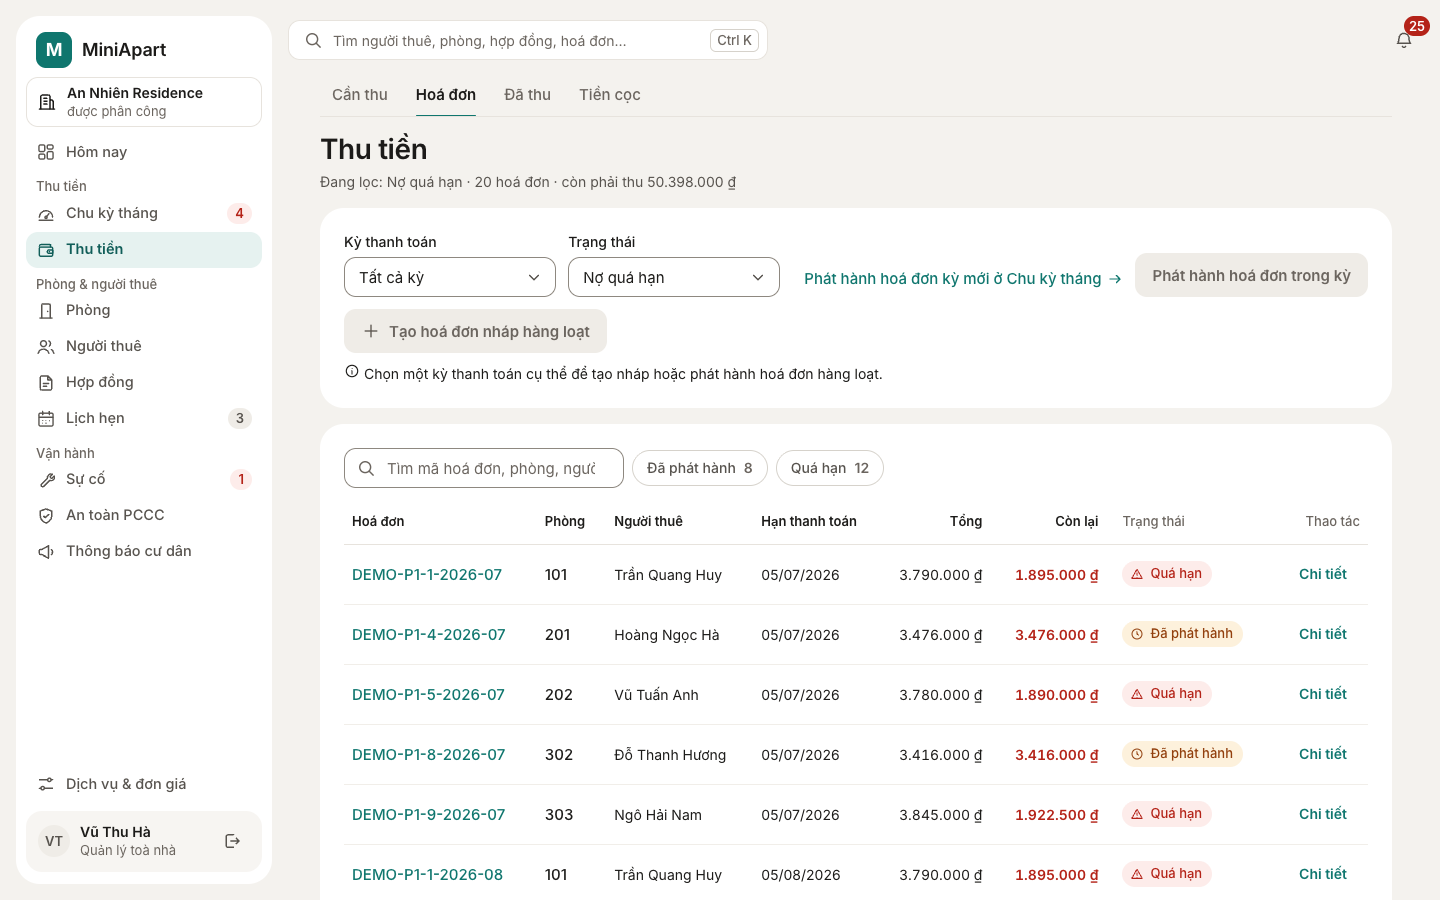 M MiniApart
An Nhiên Residence
được phân công
Hôm nay
Thu tiền
Chu kỳ tháng 4
Thu tiền
Phòng & người thuê
Phòng
Người thuê
Hợp đồng
Lịch hẹn 3
Vận hành
Sự cố 1
An toàn PCCC
Thông báo cư dân
Dịch vụ & đơn giá
VT Vũ Thu Hà
Quản lý toà nhà
Tìm người thuê, phòng, hợp đồng, hoá đơn... Ctrl K
25
Cần thu Hoá đơn Đã thu Tiền cọc
Thu tiền
Đang lọc: Nợ quá hạn · 20 hoá đơn · còn phải thu 50.398.000 ₫
Kỳ thanh toán Trạng thái
Tất cả kỳ Nợ quá hạn Phát hành hoá đơn kỳ mới ở Chu kỳ tháng → Phát hành hoá đơn trong kỳ
+ Tạo hoá đơn nháp hàng loạt
Chọn một kỳ thanh toán cụ thể để tạo nháp hoặc phát hành hoá đơn hàng loạt.
Tìm mã hoá đơn, phòng, người Đã phát hành 8 Quá hạn 12
Hoá đơn Phòng Người thuê Hạn thanh toán Tổng Còn lại Trạng thái Thao tác
DEMO-P1-1-2026-07 101 Trần Quang Huy 05/07/2026 3.790.000 ₫ 1.895.000 ₫ Quá hạn Chi tiết
DEMO-P1-4-2026-07 201 Hoàng Ngọc Hà 05/07/2026 3.476.000 ₫ 3.476.000 ₫ Đã phát hành Chi tiết
DEMO-P1-5-2026-07 202 Vũ Tuấn Anh 05/07/2026 3.780.000 ₫ 1.890.000 ₫ Quá hạn Chi tiết
DEMO-P1-8-2026-07 302 Đỗ Thanh Hương 05/07/2026 3.416.000 ₫ 3.416.000 ₫ Đã phát hành Chi tiết
DEMO-P1-9-2026-07 303 Ngô Hải Nam 05/07/2026 3.845.000 ₫ 1.922.500 ₫ Quá hạn Chi tiết
DEMO-P1-1-2026-08 101 Trần Quang Huy 05/08/2026 3.790.000 ₫ 1.895.000 ₫ Quá hạn Chi tiết